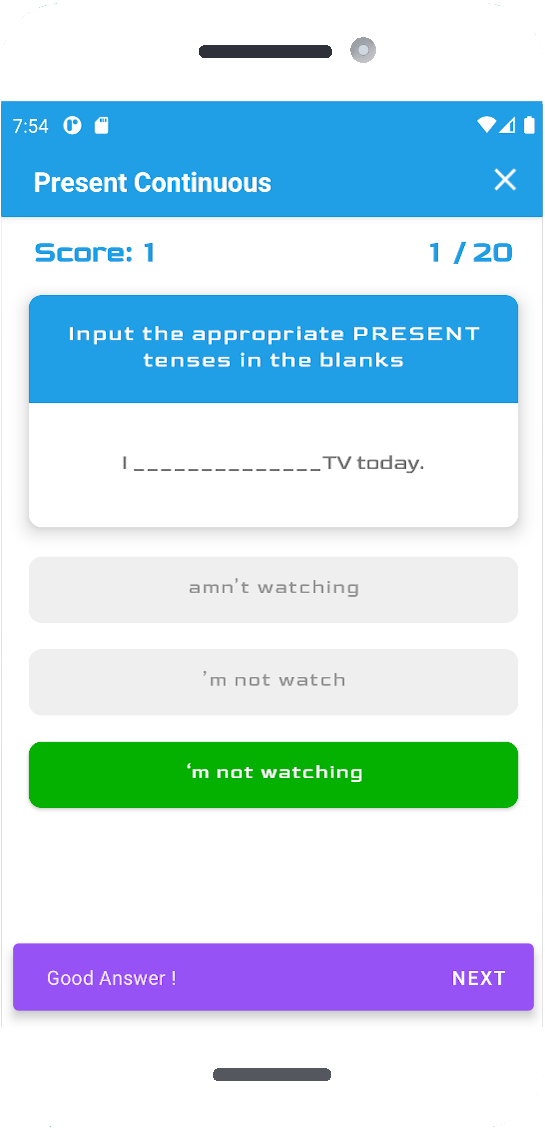 7:54
Present Continuous
Score: 1
1 / 20
Input the appropriate PRESENT
tenses in the blanks
I ______________TV today.
amn't watching
’m not watch
‘m not watching
Good Answer !
NEXT